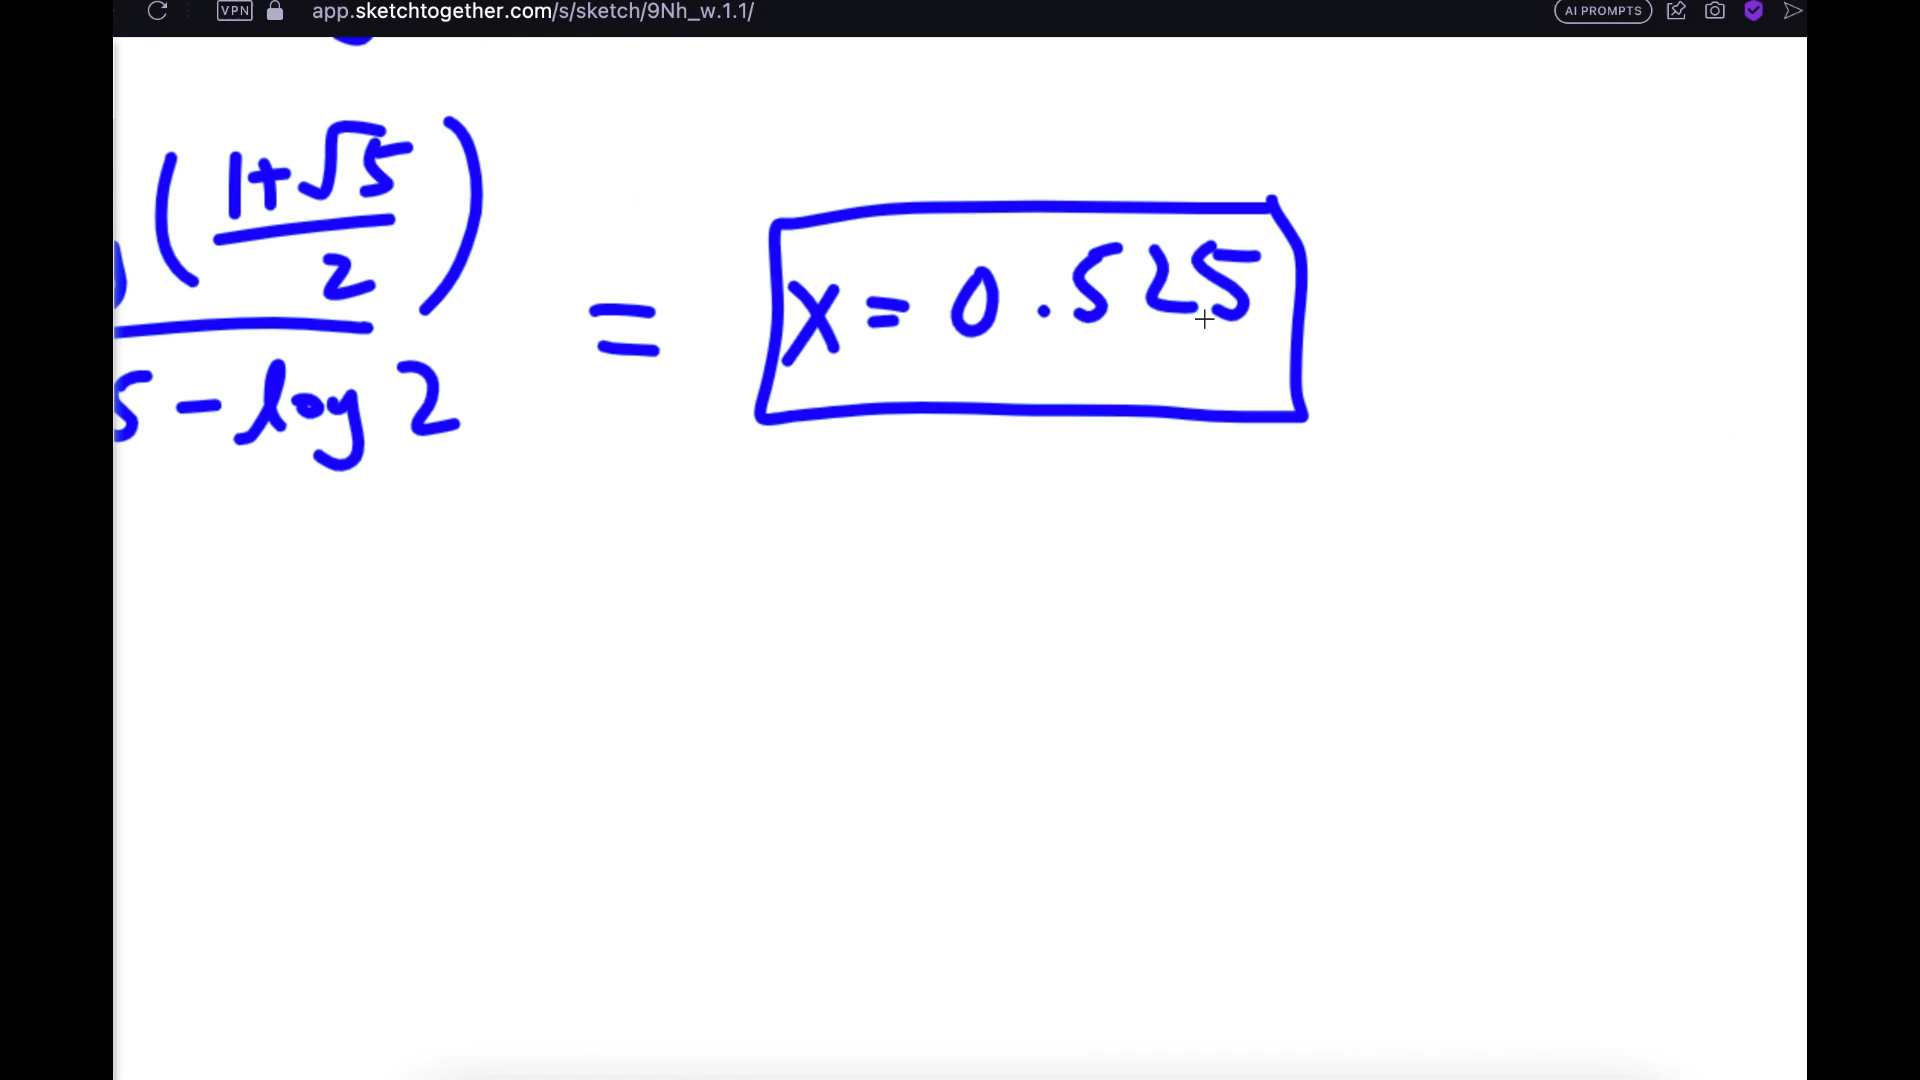 VPN app.sketchtogether.com/s/sketch/9Nh_w.1.1/ AI PROMPTS
(1+√5
2)
= x = 0.525
5 - log 2